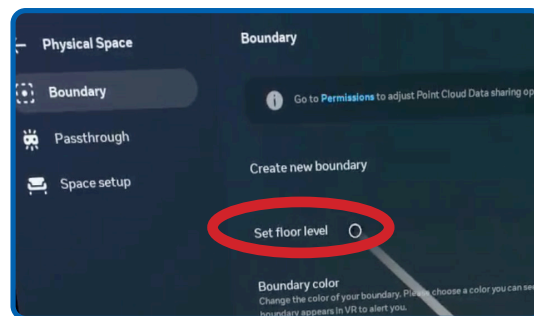 Physical Space
Boundary
Passthrough
Space setup
Boundary
Go to Permissions to adjust Point Cloud Data sharing op
Create new boundary
Set floor level
Boundary color
Change the color of your boundary. Please choose a color you can see
boundary appears in VR to alert you.